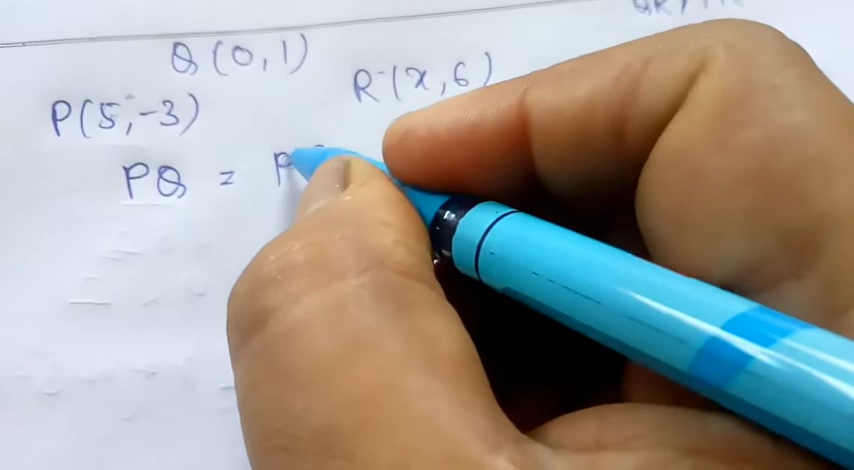 Q(0,1)
R(x,6)
P(5,-3)
PQ = P